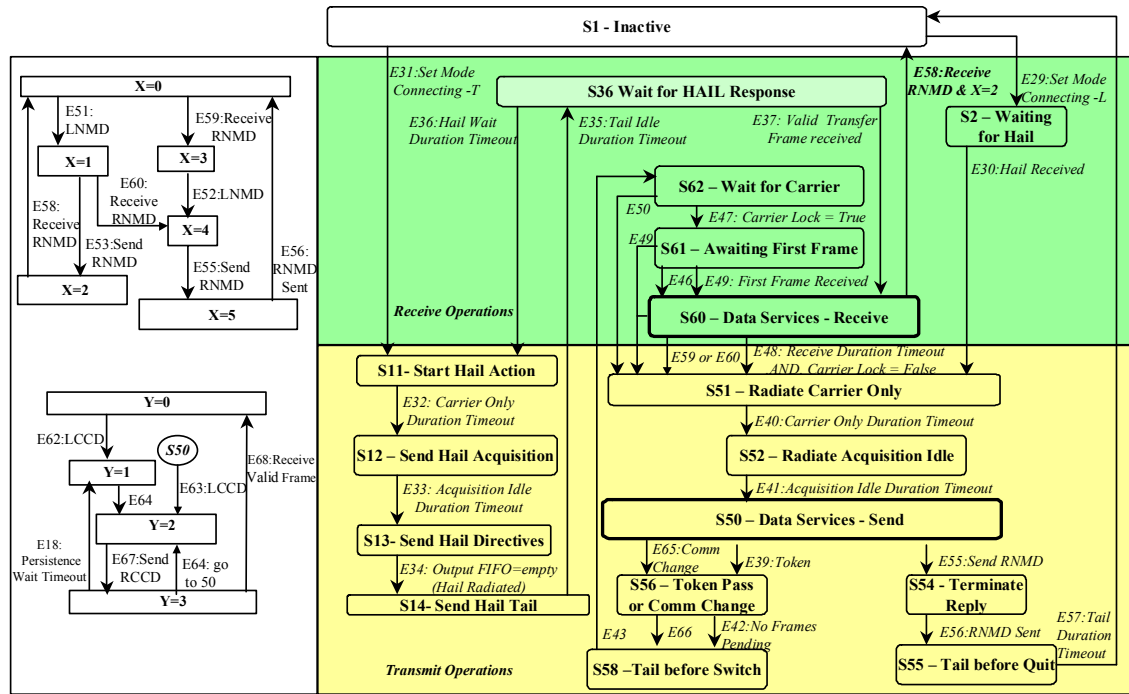 S1 - Inactive
E31:Set Mode
Connecting -T
S36 Wait for HAIL Response
E58:Receive
RNMD & X=2
E29:Set Mode
Connecting -L
E36:Hail Wait
Duration Timeout
E35:Tail Idle
Duration Timeout
E37: Valid Transfer
Frame received
S2 – Waiting
for Hail
E30:Hail Received
S62 – Wait for Carrier
E50
E47: Carrier Lock = True
E49
S61 – Awaiting First Frame
E46
E49: First Frame Received
Receive Operations
S60 – Data Services - Receive
X=0
E51:
LNMD
E59:Receive
RNMD
X=1
X=3
E60:
Receive
RNMD
E52:LNMD
E58:
Receive
RNMD
X=4
E53:Send
RNMD
E55:Send
RNMD
E56:
RNMD
Sent
X=2
X=5
E59 or E60
E48: Receive Duration Timeout
AND, Carrier Lock = False
S11- Start Hail Action
S51 – Radiate Carrier Only
E32: Carrier Only
Duration Timeout
E40:Carrier Only Duration Timeout
S12 – Send Hail Acquisition
S52 – Radiate Acquisition Idle
E33: Acquisition Idle
Duration Timeout
E41:Acquisition Idle Duration Timeout
S13- Send Hail Directives
S50 – Data Services - Send
E34: Output FIFO=empty
(Hail Radiated)
E65:Comm
Change
E39:Token
E55:Send RNMD
S14- Send Hail Tail
S56 – Token Pass
or Comm Change
S54 - Terminate
Reply
E43
E66
E42:No Frames
Pending
E56:RNMD Sent
E57:Tail
Duration
Timeout
Transmit Operations
S58 –Tail before Switch
S55 – Tail before Quit
Y=0
E62:LCCD
S50
Y=1
E68:Receive
Valid Frame
E64
E63:LCCD
Y=2
E18:
Persistence
Wait Timeout
E67:Send
RCCD
E64: go
to 50
Y=3